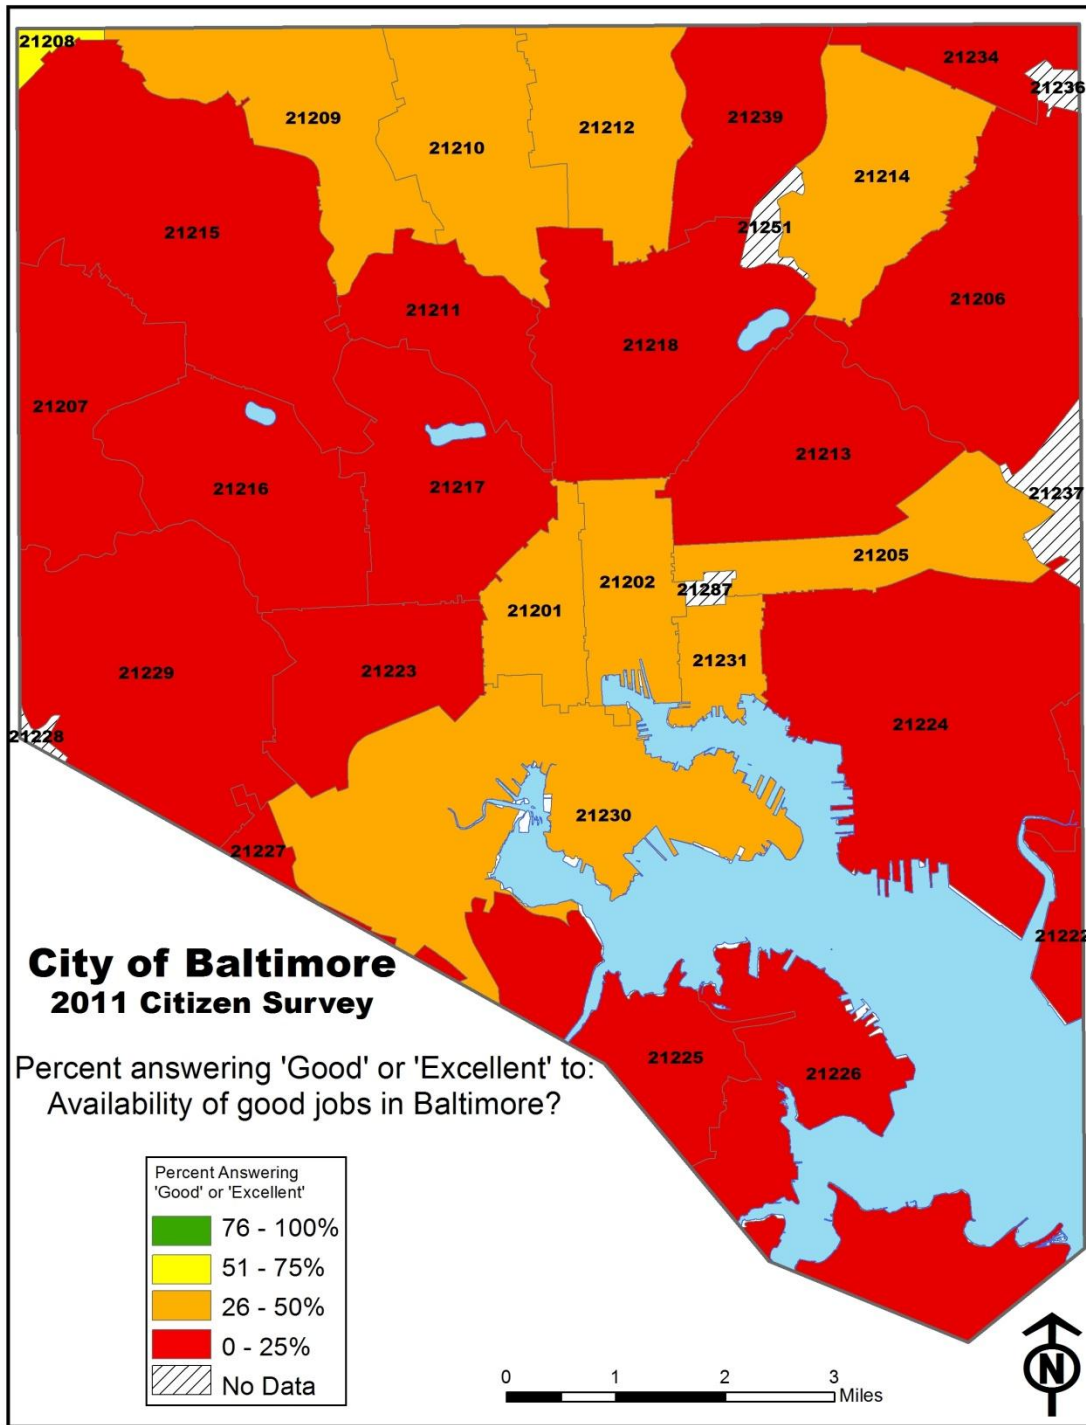 21208
21234
21236
21209
21212
21239
21210
21214
21215
21251
21206
21211
21218
21207
21213
21216
21217
21237
21205
21202
21287
21201
21231
21229
21223
21224
21228
21230
21227
21222
City of Baltimore
2011 Citizen Survey
21225
21226
Percent answering 'Good' or 'Excellent' to:
Availability of good jobs in Baltimore?
Percent Answering
'Good' or 'Excellent'
76 - 100%
51 - 75%
26 - 50%
0 - 25%
No Data
0 1 2 3
Miles
N